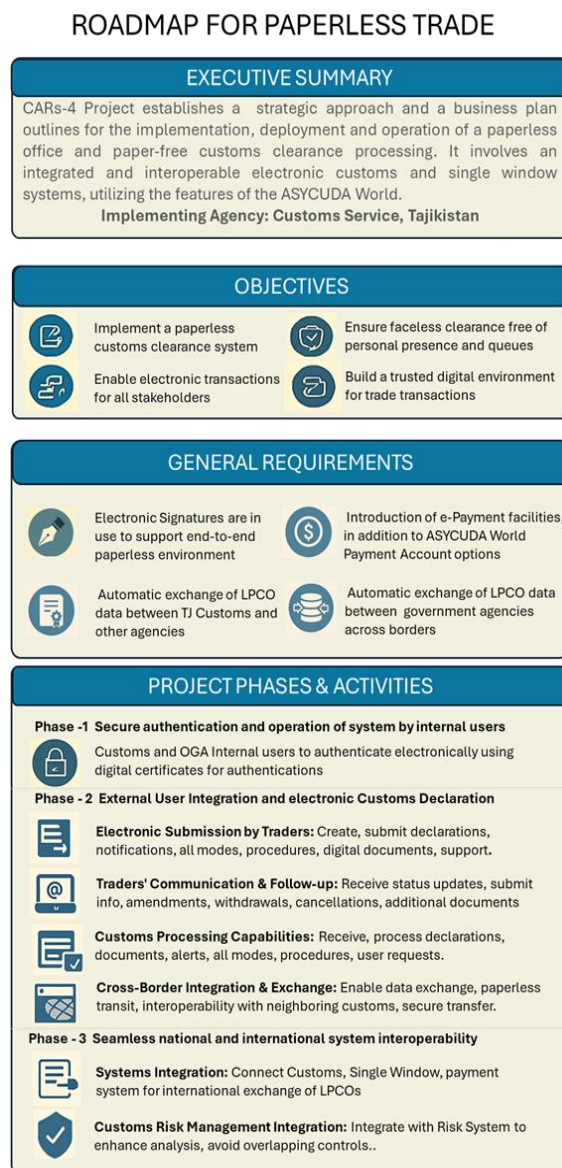 ROADMAP FOR PAPERLESS TRADE
EXECUTIVE SUMMARY
CARs-4 Project establishes a strategic approach and a business plan
outlines for the implementation, deployment and operation of a paperless
office and paper-free customs clearance processing. It involves an
integrated and interoperable electronic customs and single window
systems, utilizing the features of the ASYCUDA World.
Implementing Agency: Customs Service, Tajikistan
OBJECTIVES
Implement a paperless
customs clearance system
Ensure faceless clearance free of
personal presence and queues
Enable electronic transactions
for all stakeholders
Build a trusted digital environment
for trade transactions
GENERAL REQUIREMENTS
Electronic Signatures are in
use to support end-to-end
paperless environment
Introduction of e-Payment facilities,
in addition to ASYCUDA World
Payment Account options
Automatic exchange of LPCO
data between TJ Customs and
other agencies
Automatic exchange of LPCO data
between government agencies
across borders
PROJECT PHASES & ACTIVITIES
Phase -1 Secure authentication and operation of system by internal users
Customs and OGA Internal users to authenticate electronically using
digital certificates for authentications
Phase - 2 External User Integration and electronic Customs Declaration
Electronic Submission by Traders: Create, submit declarations,
notifications, all modes, procedures, digital documents, support.
Traders' Communication & Follow-up: Receive status updates, submit
info, amendments, withdrawals, cancellations, additional documents
Customs Processing Capabilities: Receive, process declarations,
documents, alerts, all modes, procedures, user requests.
Cross-Border Integration & Exchange: Enable data exchange, paperless
transit, interoperability with neighboring customs, secure transfer.
Phase - 3 Seamless national and international system interoperability
Systems Integration: Connect Customs, Single Window, payment
system for international exchange of LPCOs
Customs Risk Management Integration: Integrate with Risk System to
enhance analysis, avoid overlapping controls..